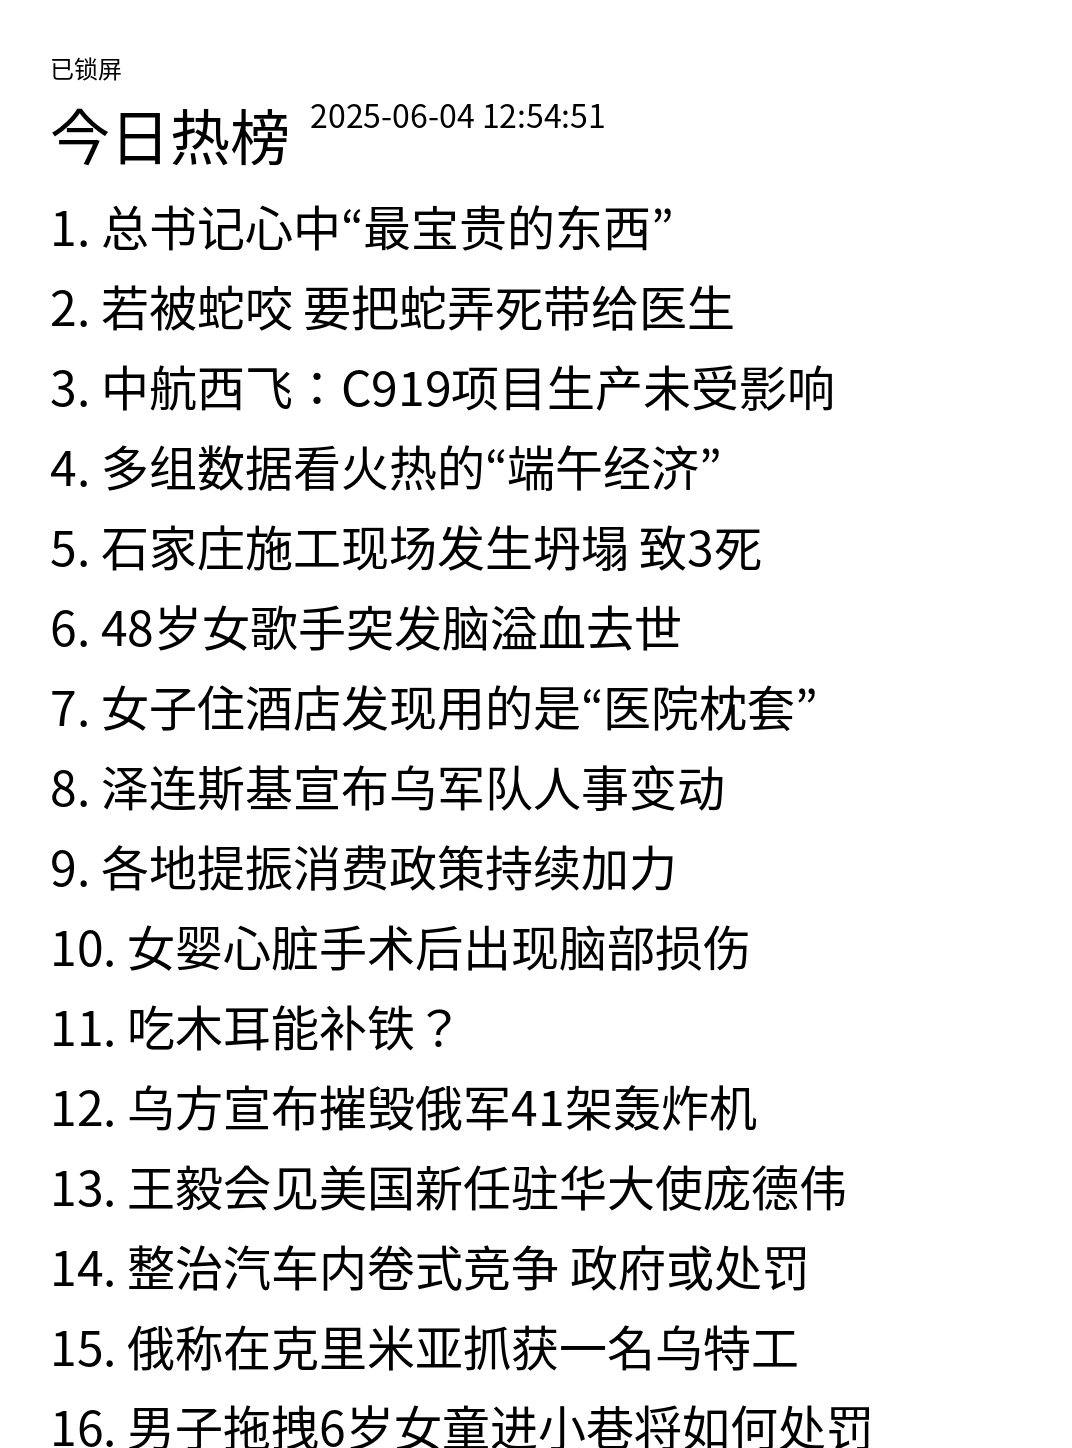 已锁屏
今日热榜 2025-06-04 12:54:51
1. 总书记心中“最宝贵的东西”
2. 若被蛇咬 要把蛇弄死带给医生
3. 中航西飞：C919项目生产未受影响
4. 多组数据看火热的“端午经济”
5. 石家庄施工现场发生坍塌 致3死
6. 48岁女歌手突发脑溢血去世
7. 女子住酒店发现用的是“医院枕套”
8. 泽连斯基宣布乌军队人事变动
9. 各地提振消费政策持续加力
10. 女婴心脏手术后出现脑部损伤
11. 吃木耳能补铁？
12. 乌方宣布摧毁俄军41架轰炸机
13. 王毅会见美国新任驻华大使庞德伟
14. 整治汽车内卷式竞争 政府或处罚
15. 俄称在克里米亚抓获一名乌特工
16. 男子拖拽6岁女童进小巷将如何处罚